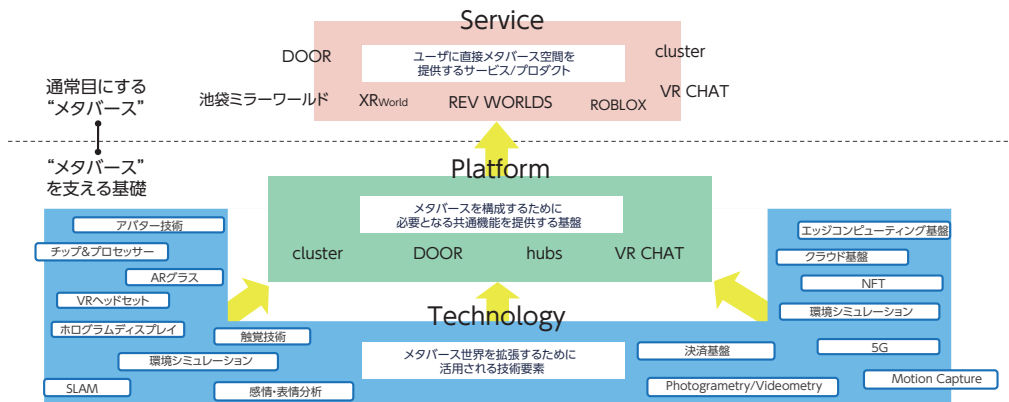 Service
DOOR
ユーザに直接メタバース空間を
提供するサービス/プロダクト
cluster
通常目にする
“メタバース”
池袋ミラーワールド
XRWorld
REV WORLDS
ROBLOX
VR CHAT
“メタバース”
を支える基礎
Platform
メタバースを構成するために
必要となる共通機能を提供する基盤
cluster
DOOR
hubs
VR CHAT
アバター技術
チップ&プロセッサー
ARグラス
VRヘッドセット
ホログラムディスプレイ
触覚技術
環境シミュレーション
SLAM
感情・表情分析
Technology
メタバース世界を拡張するために
活用される技術要素
エッジコンピューティング基盤
クラウド基盤
NFT
環境シミュレーション
決済基盤
5G
Photogrametry/Videometry
Motion Capture